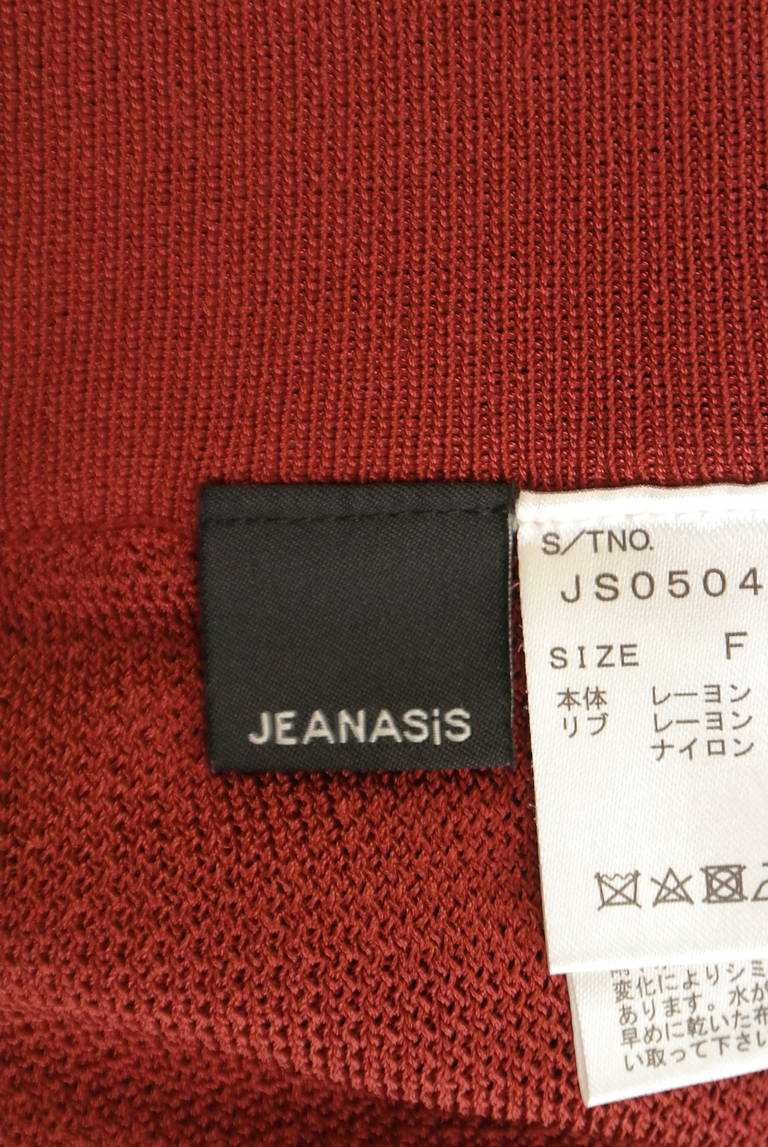 JEANASiS
S/TNO.
JS0504
SIZE F
本体 レーヨン
リブ レーヨン
ナイロン
変化によりシミ
あります。水が
早めに乾いた布
い取って下さい